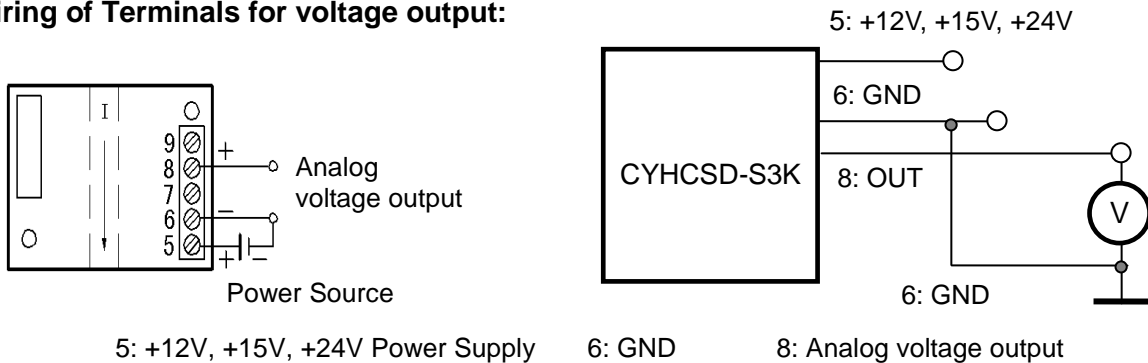 iring of Terminals for voltage output:
I
9
8
7
6
5
+
−
+
−
Analog
voltage output
Power Source
5: +12V, +15V, +24V
6: GND
CYHCSD-S3K
8: OUT
V
6: GND
5: +12V, +15V, +24V Power Supply 6: GND 8: Analog voltage output